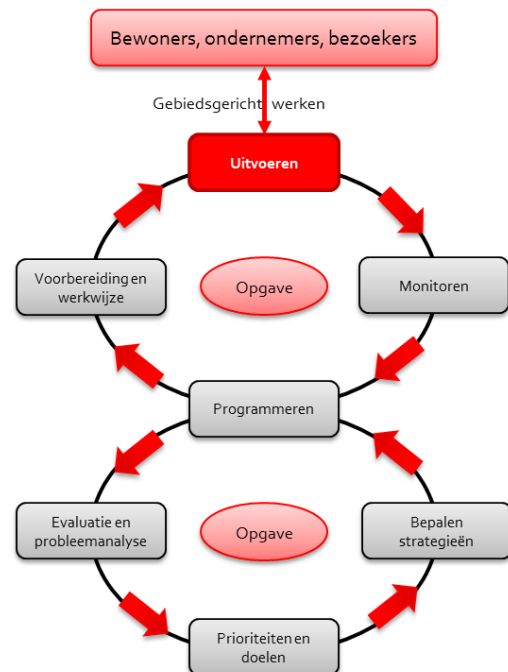 Bewoners, ondernemers, bezoekers
Gebiedsgericht werken
Uitvoeren
Voorbereiding en
werkwijze
Opgave
Monitoren
Programmeren
Evaluatie en
probleemanalyse
Opgave
Bepalen
strategieën
Prioriteiten en
doelen